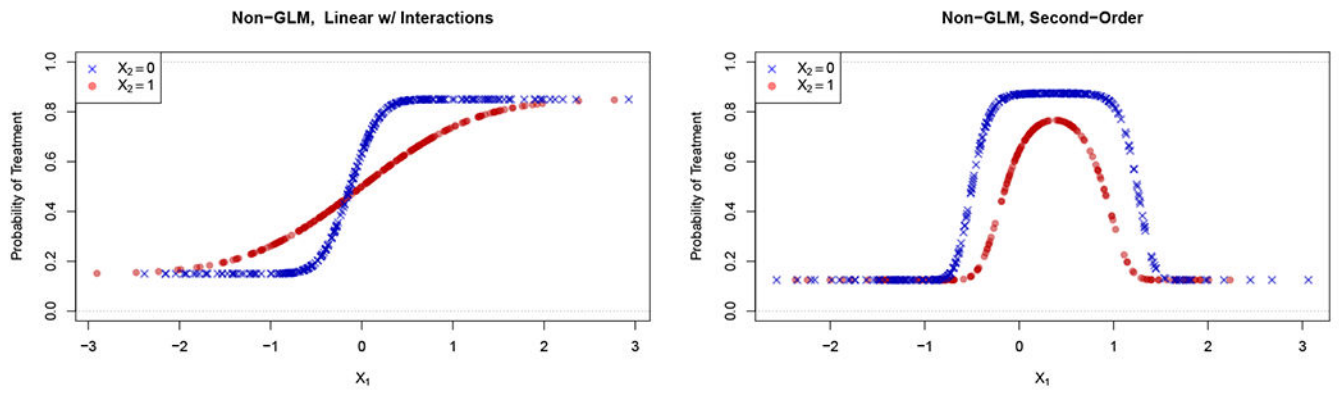 Non−GLM, Linear w/ Interactions
Probability of Treatment
1.0
0.8
0.6
0.4
0.2
0.0
X₂ = 0
X₂ = 1
−3 −2 −1 0 1 2 3
X₁
Non−GLM, Second−Order
Probability of Treatment
1.0
0.8
0.6
0.4
0.2
0.0
X₂ = 0
X₂ = 1
−2 −1 0 1 2 3
X₁